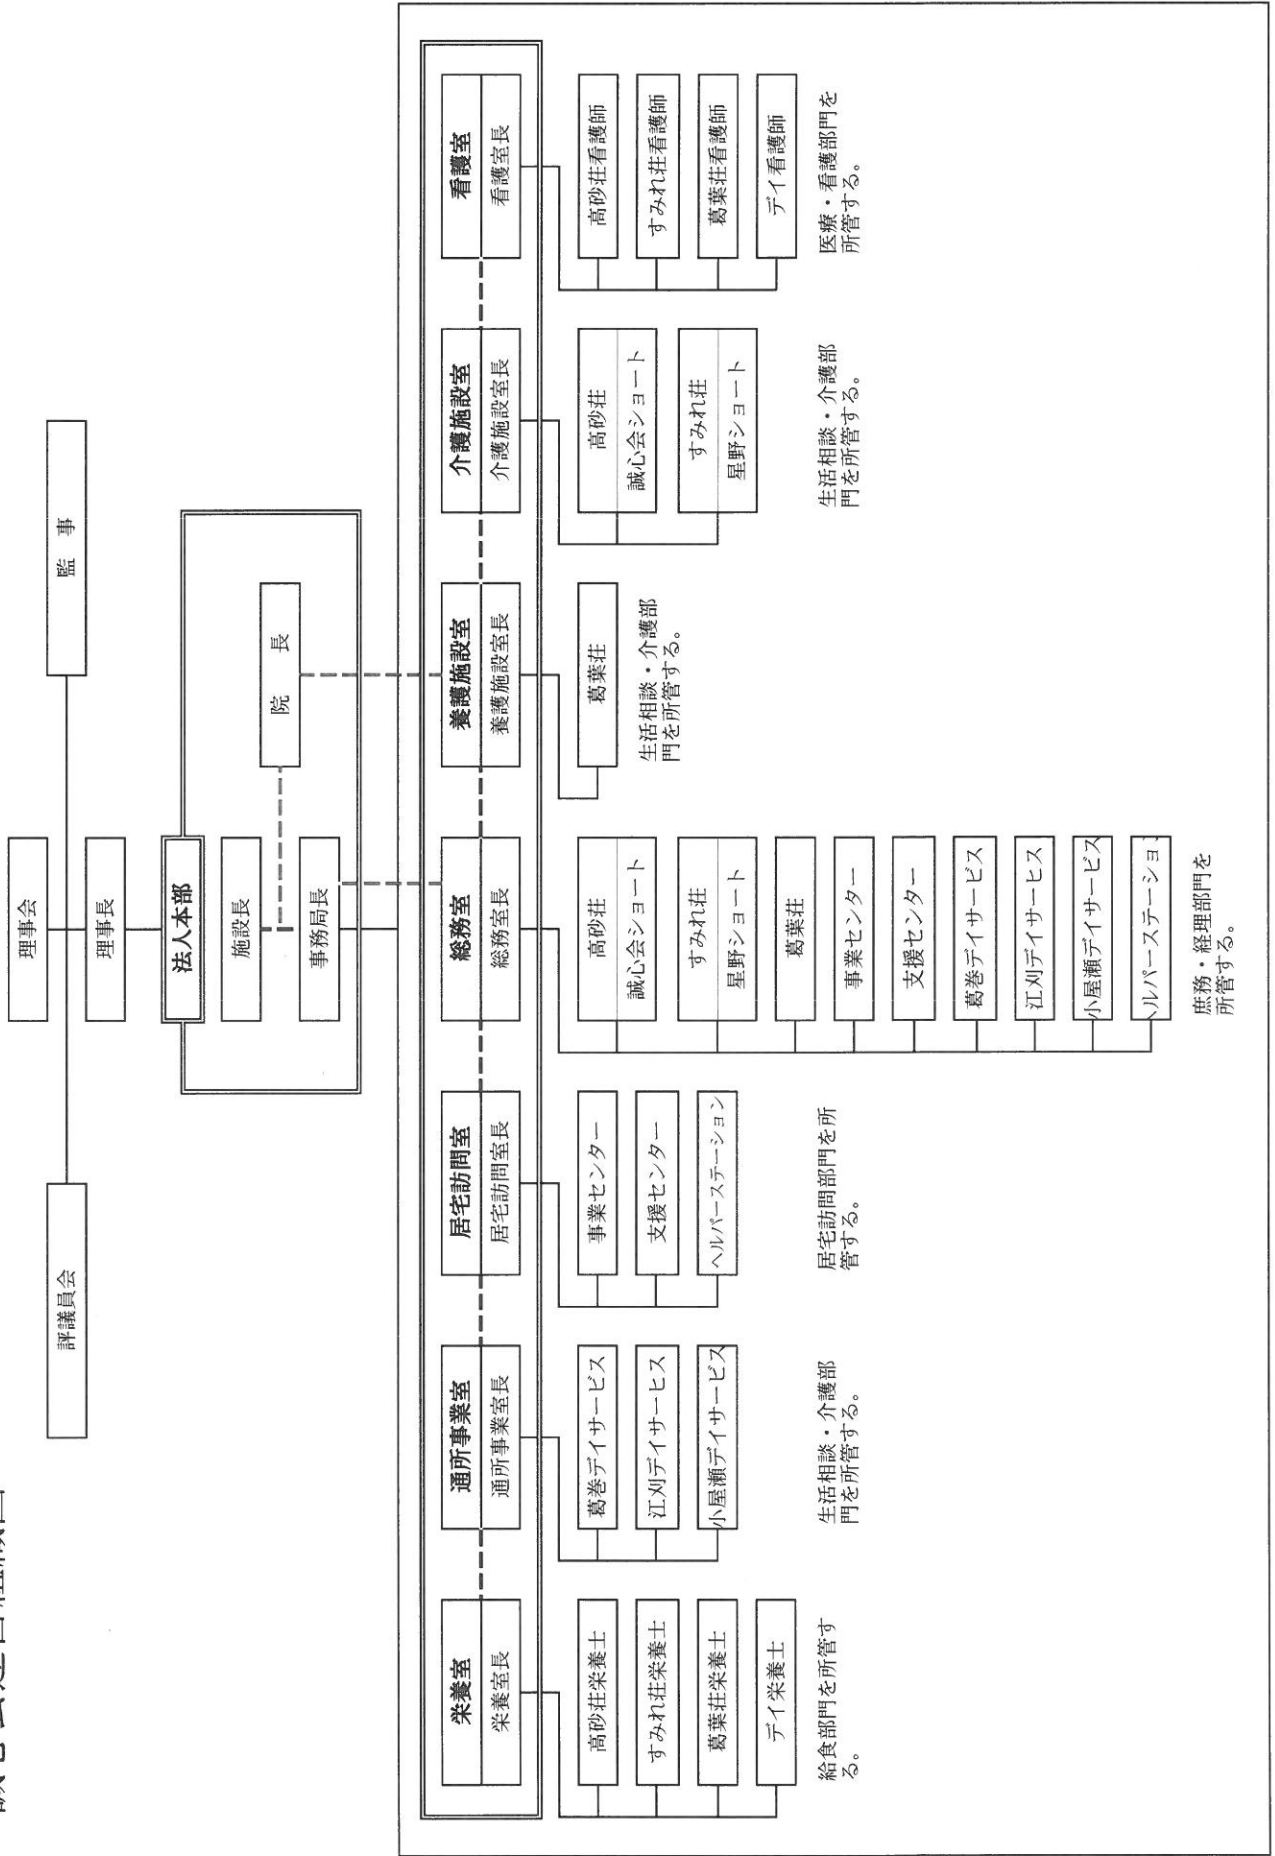 誠心会運営組織図
理事会
評議員会
監　事
理事長
法人本部
施設長
院　長
事務局長
栄養室
栄養室長
高砂荘栄養士
すみれ荘栄養士
葛葉荘栄養士
デイ栄養士
給食部門を所管す
る。
通所事業室
通所事業室長
葛巻デイサービス
江刈デイサービス
小屋瀬デイサービス
生活相談・介護部
門を所管する。
居宅訪問室
居宅訪問室長
事業センター
支援センター
ヘルパーステーション
居宅訪問部門を所
管する。
総務室
総務室長
高砂荘
誠心会ショート
すみれ荘
星野ショート
葛葉荘
事業センター
支援センター
葛巻デイサービス
江刈デイサービス
小屋瀬デイサービス
ヘルパーステーショ
庶務・経理部門を
所管する。
養護施設室
養護施設室長
葛葉荘
生活相談・介護部
門を所管する。
介護施設室
介護施設室長
高砂荘
誠心会ショート
すみれ荘
星野ショート
生活相談・介護部
門を所管する。
看護室
看護室長
高砂荘看護師
すみれ荘看護師
葛葉荘看護師
デイ看護師
医療・看護部門を
所管する。